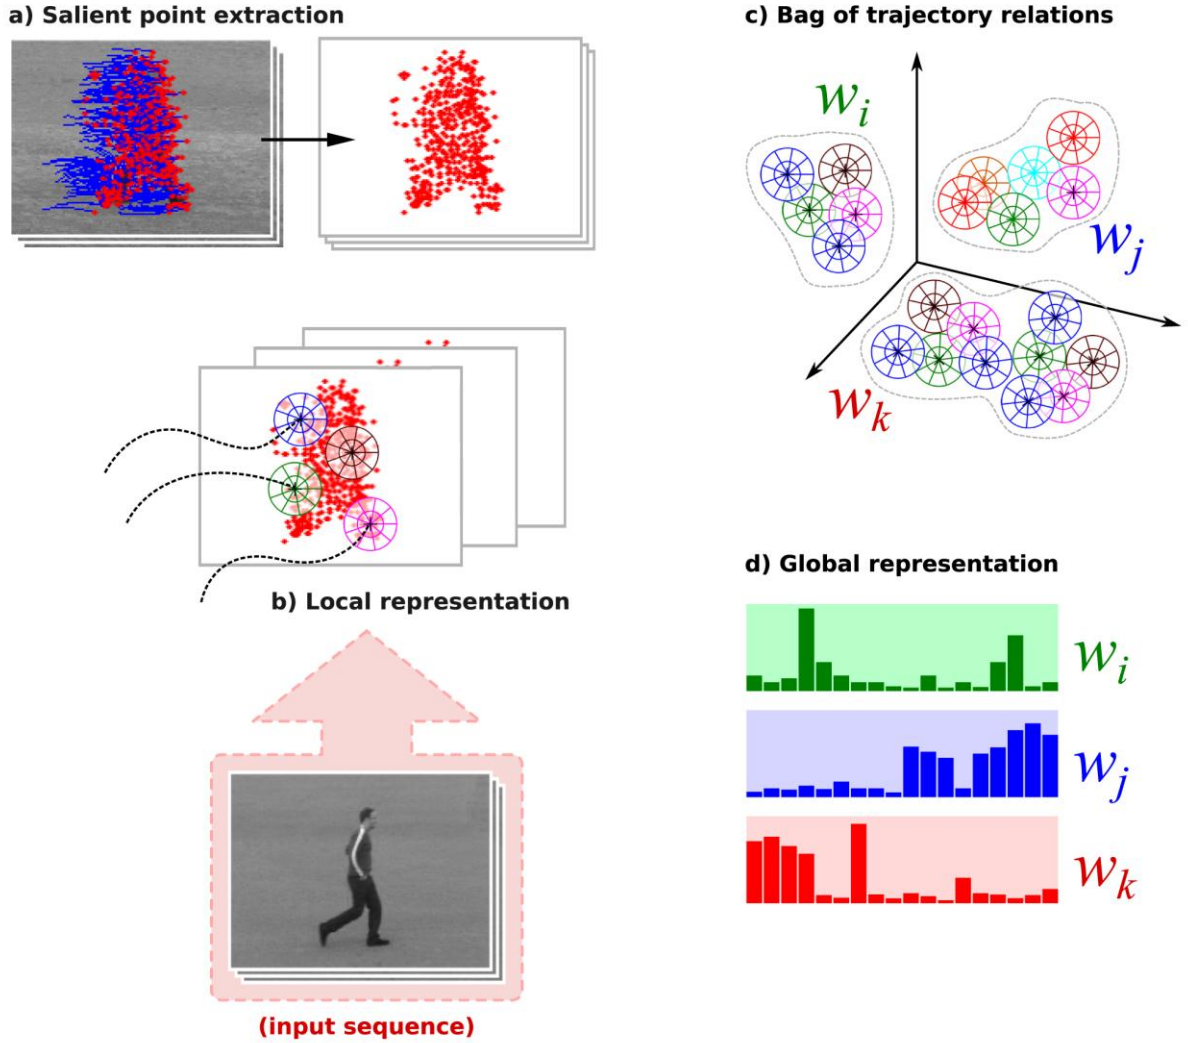 a) Salient point extraction
b) Local representation
(input sequence)
c) Bag of trajectory relations
w_i
w_j
w_k
d) Global representation
w_i
w_j
w_k